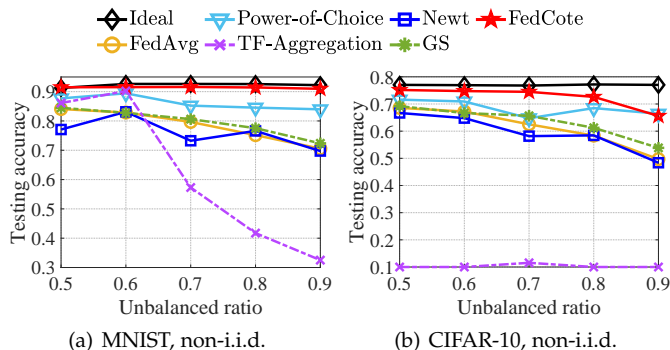 Ideal Power-of-Choice Newt FedCote
FedAvg TF-Aggregation GS
Testing accuracy
0.9
0.8
0.7
0.6
0.5
0.4
0.3
0.5 0.6 0.7 0.8 0.9
Unbalanced ratio
(a) MNIST, non-i.i.d.
Testing accuracy
0.8
0.7
0.6
0.5
0.4
0.3
0.2
0.1
0.5 0.6 0.7 0.8 0.9
Unbalanced ratio
(b) CIFAR-10, non-i.i.d.